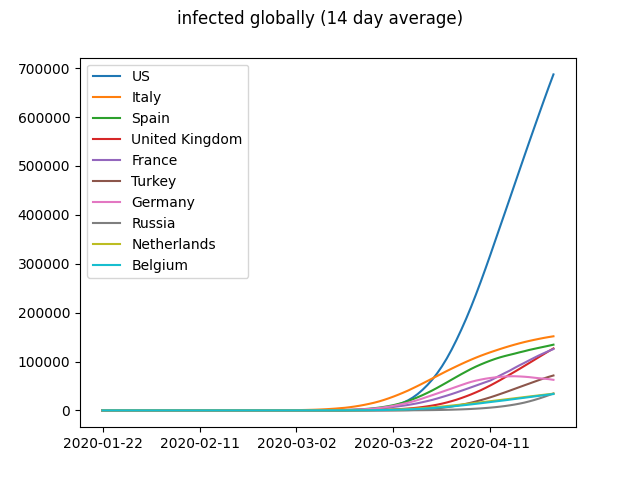 infected globally (14 day average)
700000
600000
500000
400000
300000
200000
100000
0
US
Italy
Spain
United Kingdom
France
Turkey
Germany
Russia
Netherlands
Belgium
2020-01-22 2020-02-11 2020-03-02 2020-03-22 2020-04-11